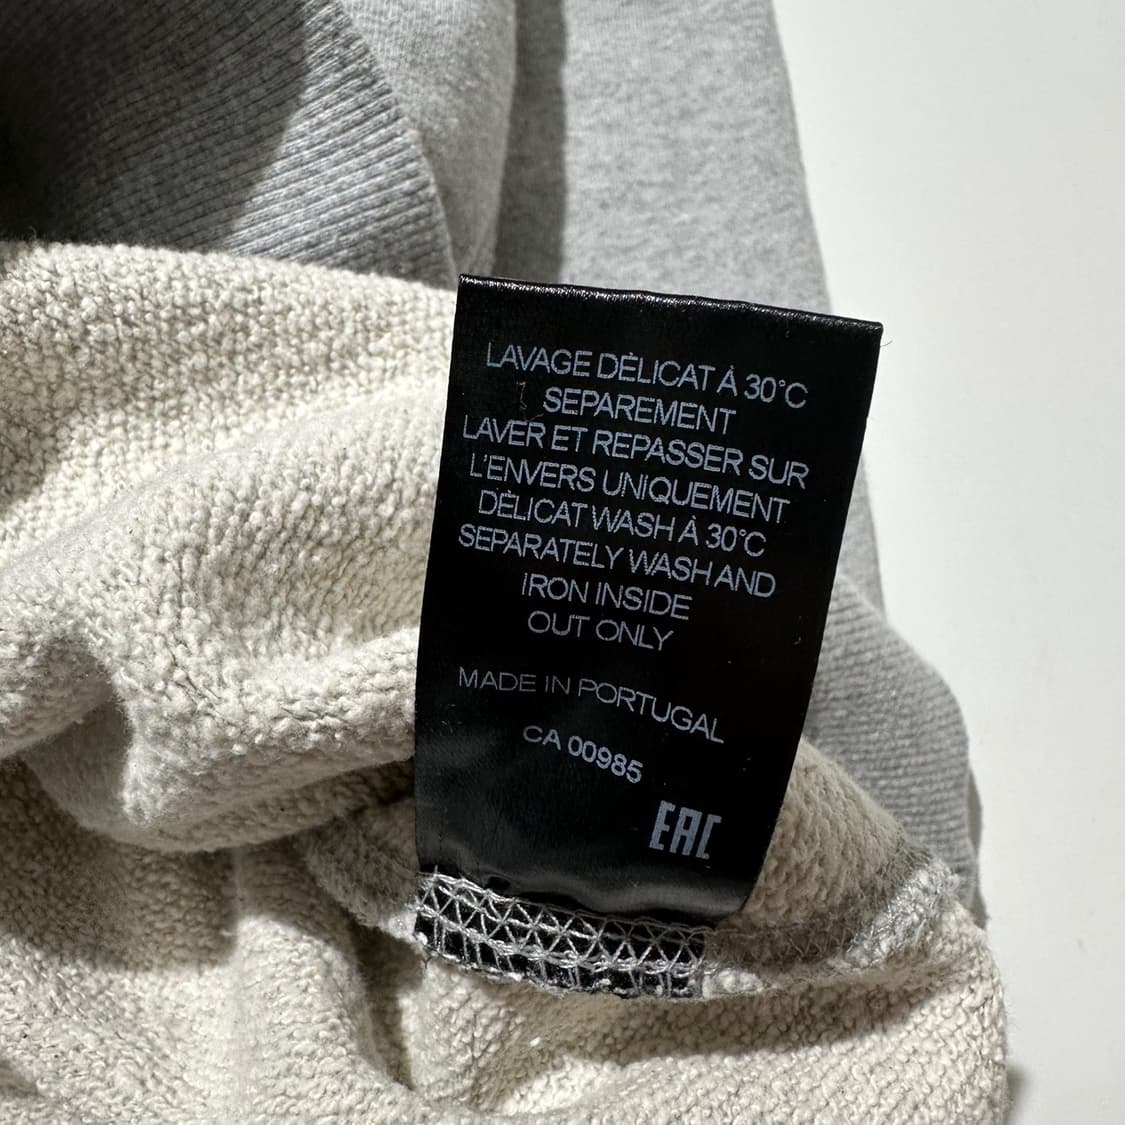 LAVAGE DÈLICAT À 30°C
SEPAREMENT
LAVER ET REPASSER SUR
L'ENVERS UNIQUEMENT
DÈLICAT WASH À 30°C
SEPARATELY WASH AND
IRON INSIDE
OUT ONLY
MADE IN PORTUGAL
CA 00985
EAC